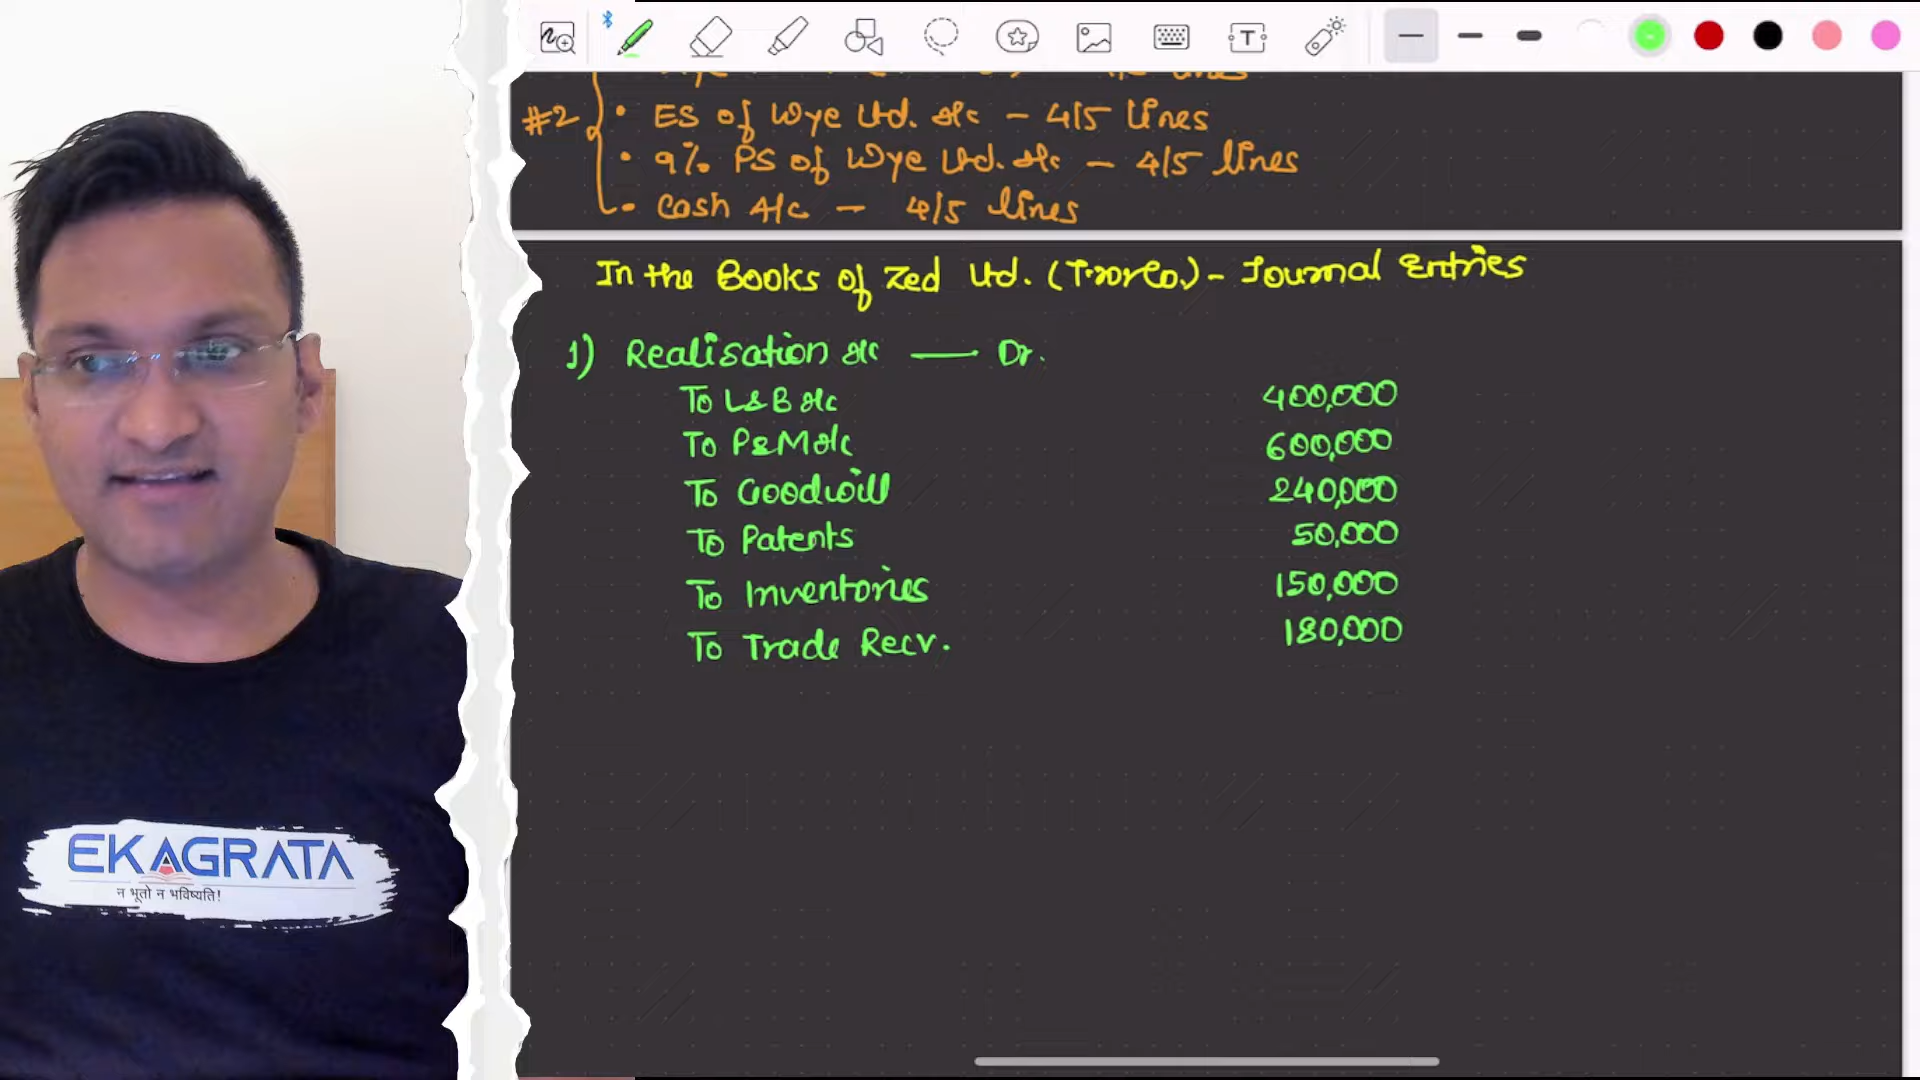 #2
• ES of Wye Ltd. A/c - 4/5 lines
• 9% PS of Wye Ltd. A/c - 4/5 lines
• Cash A/c - 4/5 lines
In the Books of Zed Ltd. (Tror Co.) - Journal Entries
1) Realisation A/c —— Dr.
To L&B A/c 400,000
To P&M A/c 600,000
To Goodwill 240,000
To Patents 50,000
To Inventories 150,000
To Trade Recv. 180,000
EKAGRATA
न भूतो न भविष्यति!